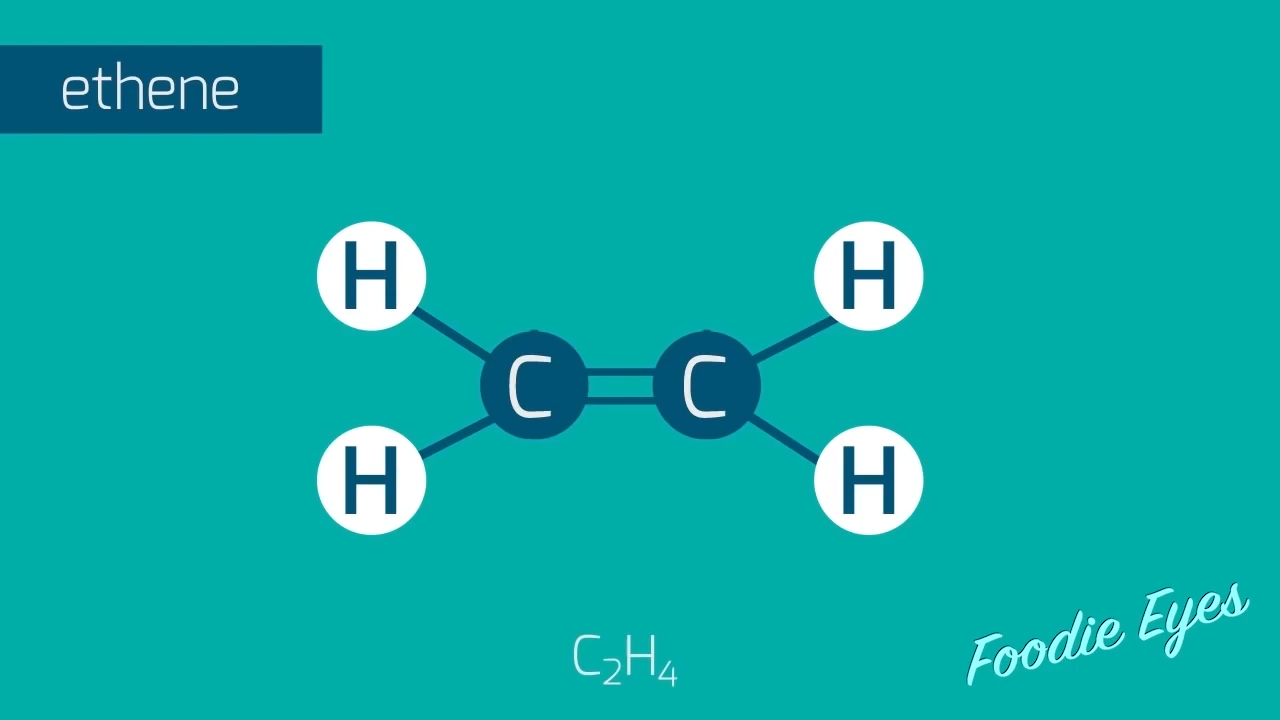 ethene
H H
C C
H H
C₂H₄
Foodie Eyes